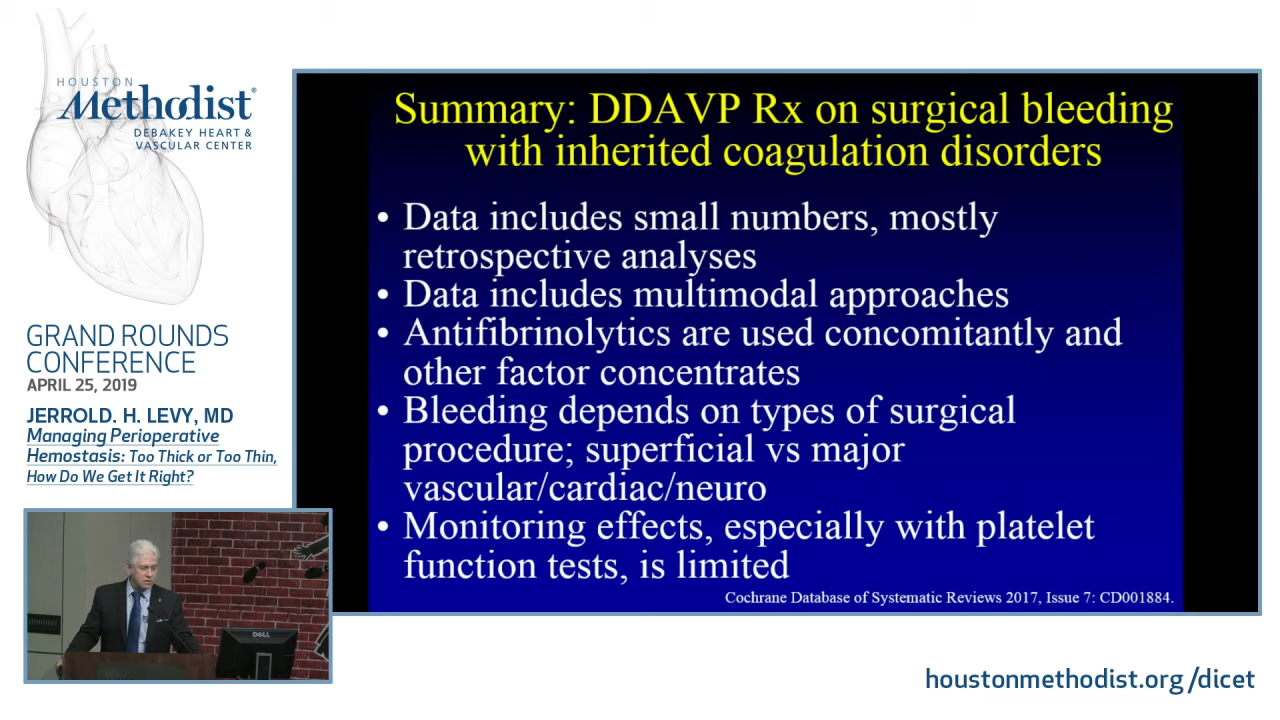 HOUSTON
Methodist®
DEBAKEY HEART &
VASCULAR CENTER
GRAND ROUNDS
CONFERENCE
APRIL 25, 2019
JERROLD. H. LEVY, MD
Managing Perioperative
Hemostasis: Too Thick or Too Thin,
How Do We Get It Right?
Summary: DDAVP Rx on surgical bleeding
with inherited coagulation disorders
• Data includes small numbers, mostly
retrospective analyses
• Data includes multimodal approaches
• Antifibrinolytics are used concomitantly and
other factor concentrates
• Bleeding depends on types of surgical
procedure; superficial vs major
vascular/cardiac/neuro
• Monitoring effects, especially with platelet
function tests, is limited
Cochrane Database of Systematic Reviews 2017, Issue 7: CD001884.
DELL
houstonmethodist.org/dicet